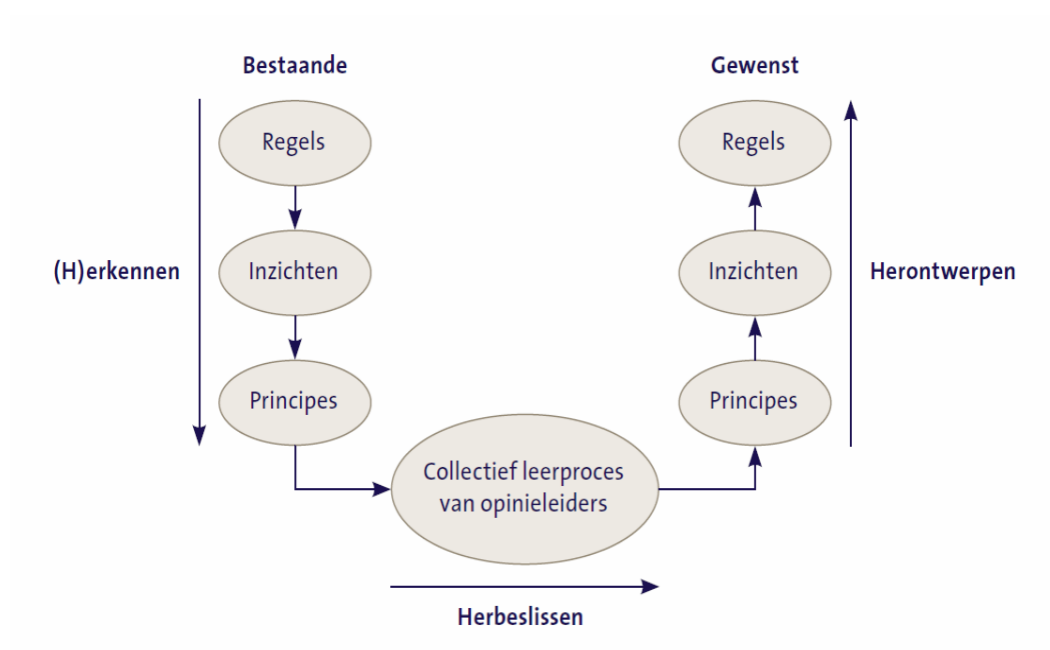 Bestaande
Gewenst
Regels
Regels
(H)erkennen
Inzichten
Inzichten
Herontwerpen
Principes
Principes
Collectief leerproces
van opinieleiders
Herbeslissen